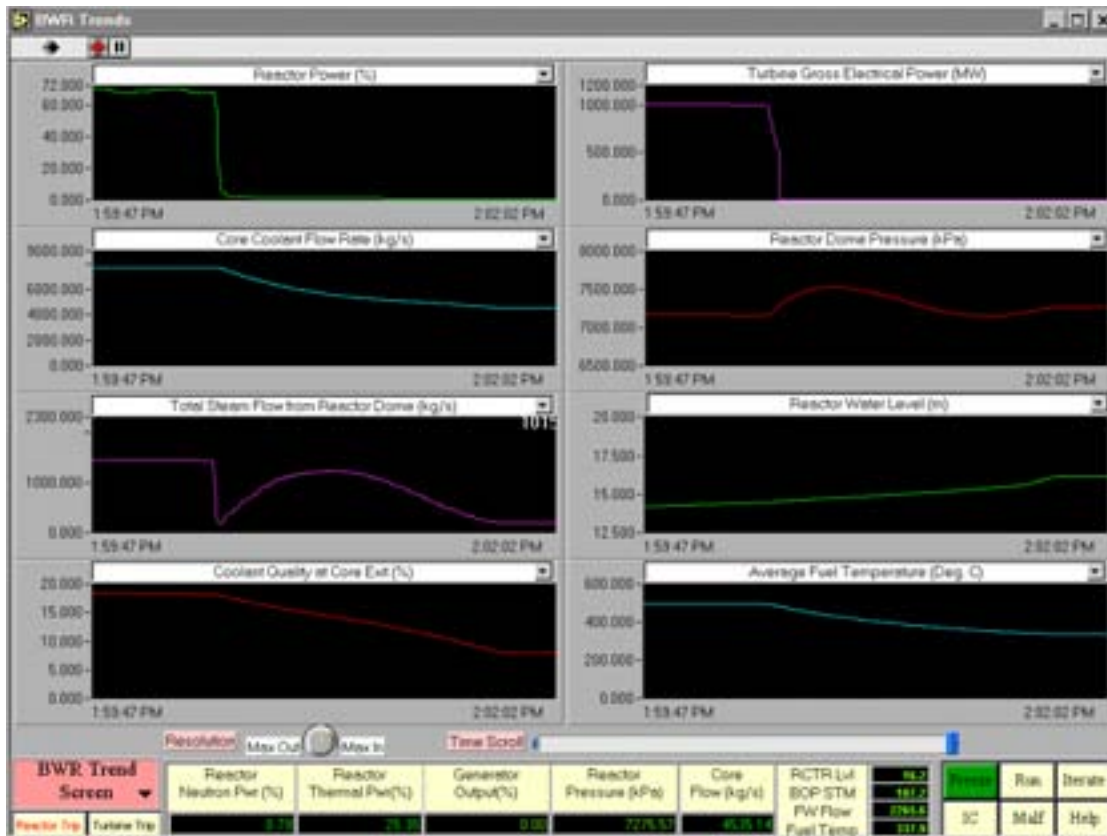 BWR Trends
Reactor Power (%)
72.000
60.000
40.000
20.000
0.000
1:59:47 PM
2:02:02 PM
Turbine Gross Electrical Power (MW)
1200.000
1000.000
500.000
0.000
1:59:47 PM
2:02:02 PM
Core Coolant Flow Rate (kg/s)
9000.000
6000.000
4000.000
2000.000
0.000
1:59:47 PM
2:02:02 PM
Reactor Dome Pressure (kPa)
8000.000
7500.000
7000.000
6500.000
1:59:47 PM
2:02:02 PM
Total Steam Flow from Reactor Dome (kg/s)
2300.000
1015
1000.000
0.000
1:59:47 PM
2:02:02 PM
Reactor Water Level (m)
20.000
17.500
15.000
12.500
1:59:47 PM
2:02:02 PM
Coolant Quality at Core Exit (%)
20.000
15.000
10.000
5.000
0.000
1:59:47 PM
2:02:02 PM
Average Fuel Temperature (Deg. C)
600.000
400.000
200.000
0.000
1:59:47 PM
2:02:02 PM
Resolution Max Out Max In Time Scroll
BWR Trend Screen
Reactor Trip Turbine Trip
Reactor Neutron Pwr (%)
0.79
Reactor Thermal Pwr(%)
Generator Output(%)
0.00
Reactor Pressure (kPa)
Core Flow (kg/s)
RCTR Lvl
BOP STM
FW Flow
Fuel Temp
Freeze Run Iterate
IC Malf Help